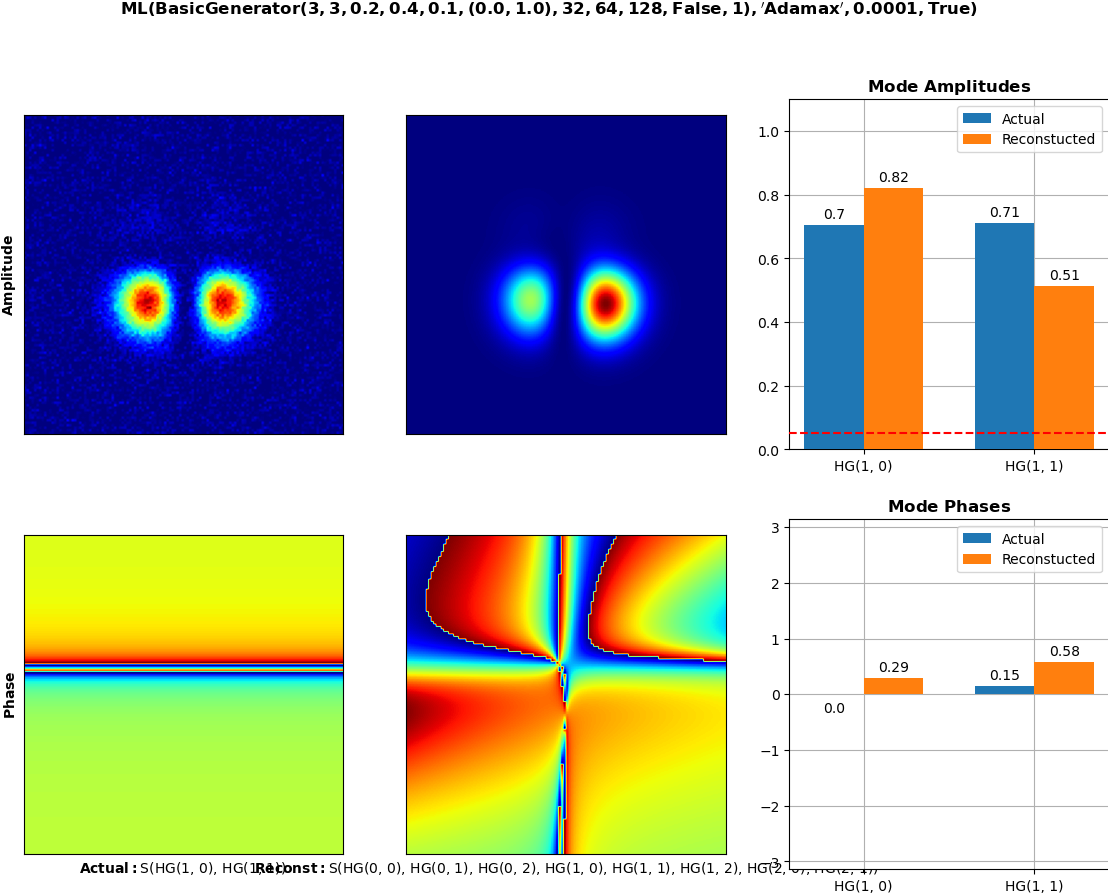 ML(BasicGenerator(3, 3, 0.2, 0.4, 0.1, (0.0, 1.0), 32, 64, 128, False, 1), ′Adamax′, 0.0001, True)
Mode Amplitudes
Amplitude
Actual
Reconstucted
1.0
0.8
0.6
0.4
0.2
0.0
0.7
0.82
0.71
0.51
HG(1, 0)
HG(1, 1)
Mode Phases
Phase
Actual
Reconstucted
3
2
1
0
−1
−2
−3
0.0
0.29
0.15
0.58
HG(1, 0)
HG(1, 1)
Actual: S(HG(1, 0), HG(1, 1))
Reconst: S(HG(0, 0), HG(0, 1), HG(0, 2), HG(1, 0), HG(1, 1), HG(1, 2), HG(2, 0), HG(2, 1))